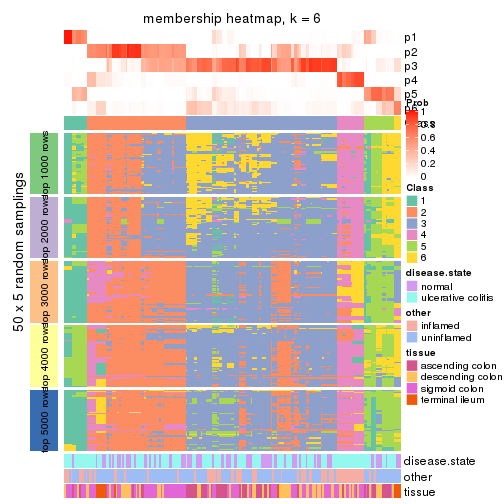 membership heatmap, k = 6
p1
p2
p3
p4
p5
p6
50 x 5 random samplings
top 1000 rows
top 2000 rows
top 3000 rows
top 4000 rows
top 5000 rows
disease.state
other
tissue
Prob
1
0.8
0.6
0.4
0.2
0
Class
1
2
3
4
5
6
disease.state
normal
ulcerative colitis
other
inflamed
uninflamed
tissue
ascending colon
descending colon
sigmoid colon
terminal ileum